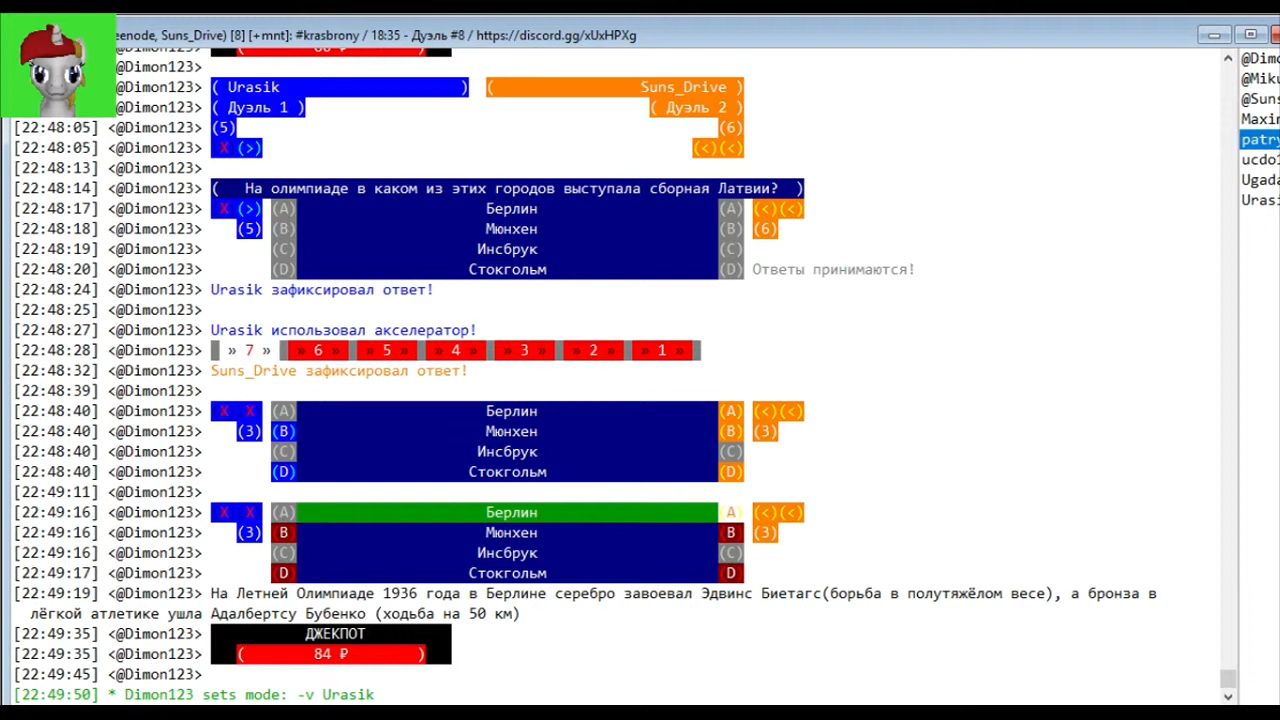 eenode, Suns_Drive) [8] [+mnt]: #krasbrony / 18:35 - Дуэль #8 / https://discord.gg/xUxHPXg
<@Dimon123>
[22:48:05] <@Dimon123> ( Urasik ) ( Suns_Drive )
<@Dimon123> ( Дуэль 1 ) ( Дуэль 2 )
[22:48:05] <@Dimon123> (5) (6)
[22:48:05] <@Dimon123> X (>) (<)(<)
[22:48:13] <@Dimon123>
[22:48:14] <@Dimon123> ( На олимпиаде в каком из этих городов выступала сборная Латвии? )
[22:48:17] <@Dimon123> X (>) (A) Берлин (A) (<)(<)
[22:48:18] <@Dimon123> (5) (B) Мюнхен (B) (6)
[22:48:19] <@Dimon123> (C) Инсбрук (C)
[22:48:20] <@Dimon123> (D) Стокгольм (D) Ответы принимаются!
[22:48:24] <@Dimon123> Urasik зафиксировал ответ!
[22:48:25] <@Dimon123>
[22:48:27] <@Dimon123> Urasik использовал акселератор!
[22:48:28] <@Dimon123> » 7 » » 6 » » 5 » » 4 » » 3 » » 2 » » 1 »
[22:48:32] <@Dimon123> Suns_Drive зафиксировал ответ!
[22:48:39] <@Dimon123>
[22:48:40] <@Dimon123> X X (A) Берлин (A) (<)(<)
[22:48:40] <@Dimon123> (3) (B) Мюнхен (B) (3)
[22:48:40] <@Dimon123> (C) Инсбрук (C)
[22:48:40] <@Dimon123> (D) Стокгольм (D)
[22:49:11] <@Dimon123>
[22:49:16] <@Dimon123> X X (A) Берлин (A) (<)(<)
[22:49:16] <@Dimon123> (3) (B Мюнхен B) (3)
[22:49:16] <@Dimon123> (C) Инсбрук (C)
[22:49:17] <@Dimon123> (D Стокгольм D)
[22:49:19] <@Dimon123> На Летней Олимпиаде 1936 года в Берлине серебро завоевал Эдвинс Биетагс(борьба в полутяжёлом весе), а бронза в
лёгкой атлетике ушла Адалбертсу Бубенко (ходьба на 50 км)
[22:49:35] <@Dimon123> ДЖЕКПОТ
[22:49:35] <@Dimon123> ( 84 ₽ )
[22:49:45] <@Dimon123>
[22:49:50] * Dimon123 sets mode: -v Urasik
@Dimo
@Miku
@Suns
Maxim
patry
ucdo1
Ugada
Urasi